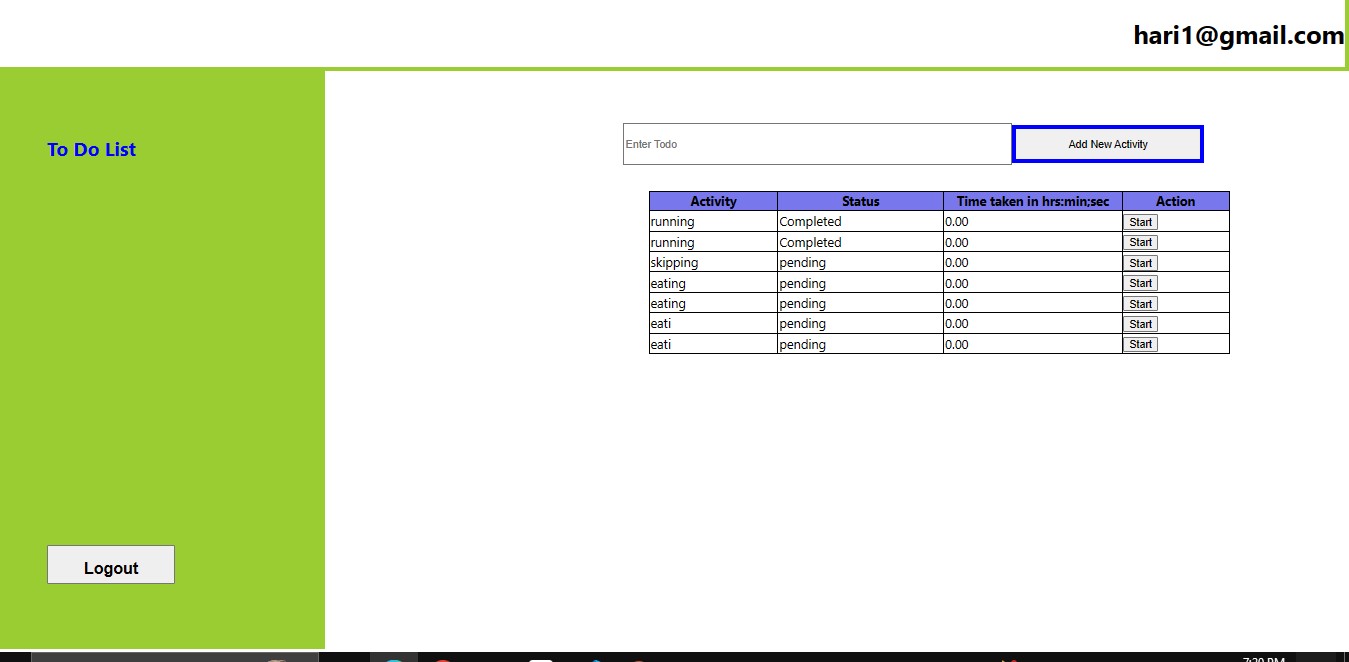 hari1@gmail.com
To Do List
Enter Todo Add New Activity
Activity Status Time taken in hrs:min;sec Action
running Completed 0.00 Start
running Completed 0.00 Start
skipping pending 0.00 Start
eating pending 0.00 Start
eating pending 0.00 Start
eati pending 0.00 Start
eati pending 0.00 Start
Logout